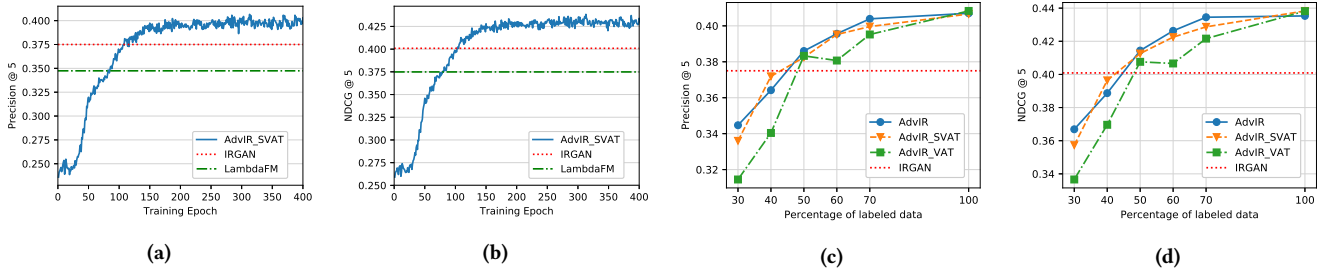 Precision @ 5
0.400
0.375
0.350
0.325
0.300
0.275
0.250
AdvIR_SVAT
IRGAN
LambdaFM
0 50 100 150 200 250 300 350 400
Training Epoch
(a)
NDCG @ 5
0.425
0.400
0.375
0.350
0.325
0.300
0.275
0.250
AdvIR_SVAT
IRGAN
LambdaFM
0 50 100 150 200 250 300 350 400
Training Epoch
(b)
Precision @ 5
0.40
0.38
0.36
0.34
0.32
AdvIR
AdvIR_SVAT
AdvIR_VAT
IRGAN
30 40 50 60 70 100
Percentage of labeled data
(c)
NDCG @ 5
0.44
0.42
0.40
0.38
0.36
0.34
AdvIR
AdvIR_SVAT
AdvIR_VAT
IRGAN
30 40 50 60 70 100
Percentage of labeled data
(d)